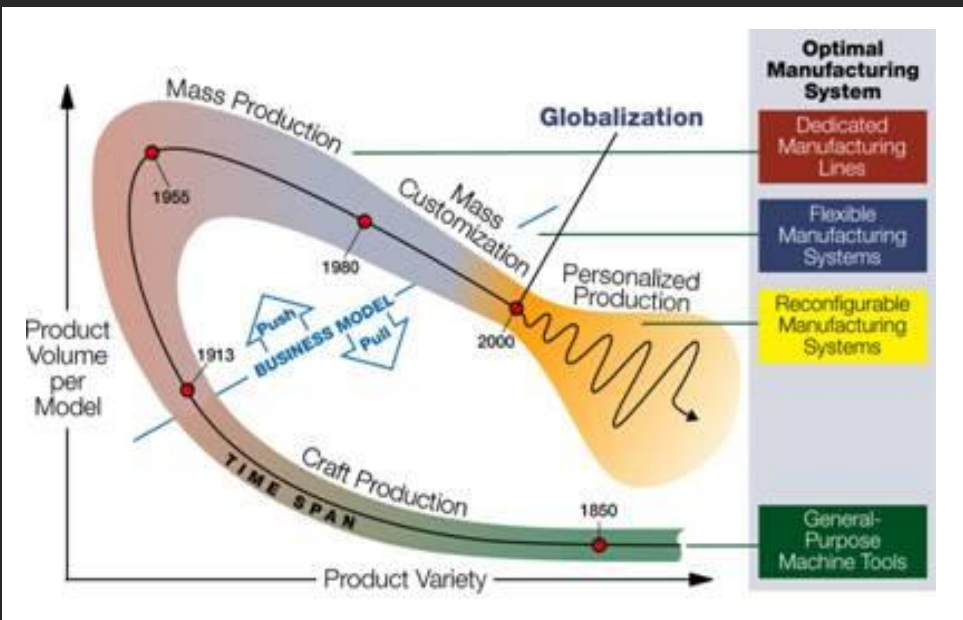 Optimal
Manufacturing
System
Mass Production
Globalization
Dedicated
Manufacturing
Lines
1955
Mass
Customization
Flexible
Manufacturing
Systems
1980
Personalized
Production
Reconfigurable
Manufacturing
Systems
Push
BUSINESS MODEL
Pull
2000
Product
Volume
per
Model
1913
Craft Production
TIME SPAN
1850
General-
Purpose
Machine Tools
Product Variety